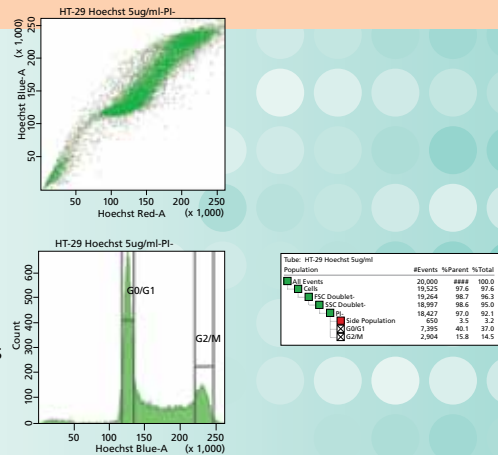 HT-29 Hoechst 5ug/ml-PI-
Hoechst Blue-A (x 1,000)
250
200
150
100
50
50 100 150 200 250
Hoechst Red-A (x 1,000)
HT-29 Hoechst 5ug/ml-PI-
Count
600
500
400
300
200
100
0
G0/G1
G2/M
50 100 150 200 250
Hoechst Blue-A (x 1,000)
Tube: HT-29 Hoechst 5ug/ml
Population #Events %Parent %Total
All Events 20,000 #### 100.0
Cells 19,525 97.6 97.6
FSC Doublet- 19,264 98.7 96.3
SSC Doublet- 18,997 98.6 95.0
PI- 18,427 97.0 92.1
Side Population 650 3.5 3.2
G0/G1 7,395 40.1 37.0
G2/M 2,904 15.8 14.5